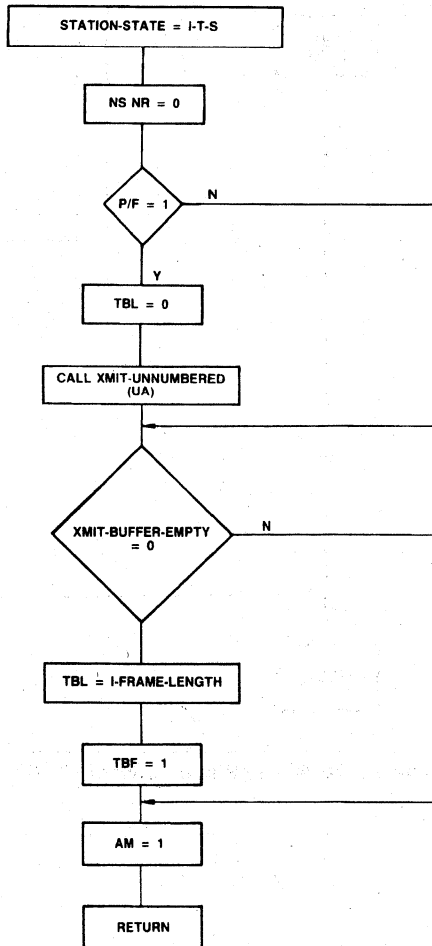 STATION-STATE = I-T-S
NS NR = 0
P/F = 1
N
Y
TBL = 0
CALL XMIT-UNNUMBERED
(UA)
XMIT-BUFFER-EMPTY
= 0
N
TBL = I-FRAME-LENGTH
TBF = 1
AM = 1
RETURN